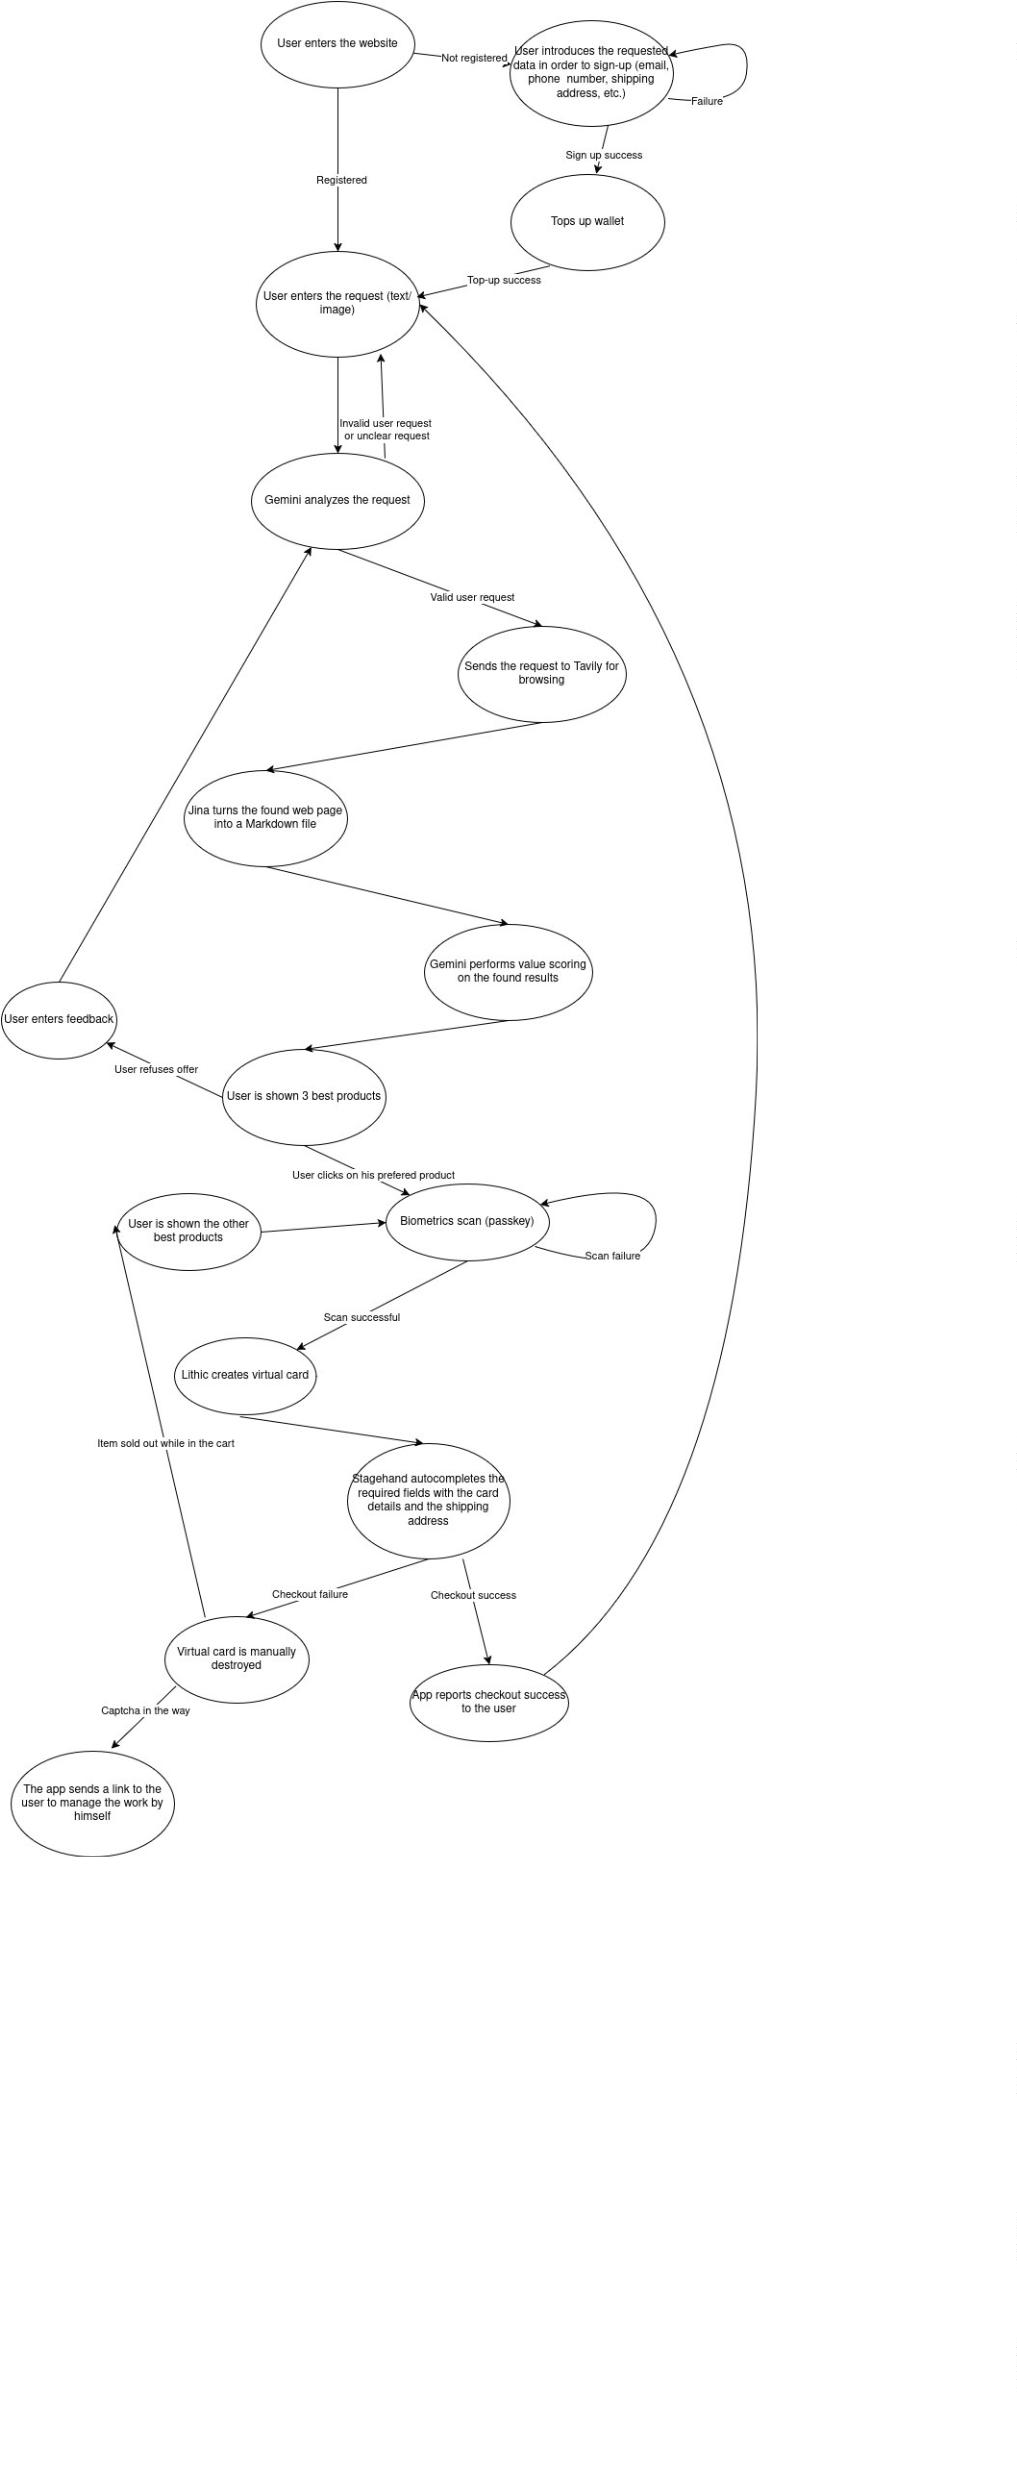 User enters the website
Not registered
User introduces the requested
data in order to sign-up (email,
phone  number, shipping
address, etc.)
Failure
Sign up success
Registered
Tops up wallet
Top-up success
User enters the request (text/
image)
Invalid user request
or unclear request
Gemini analyzes the request
Valid user request
Sends the request to Tavily for
browsing
Jina turns the found web page
into a Markdown file
Gemini performs value scoring
on the found results
User enters feedback
User refuses offer
User is shown 3 best products
User clicks on his prefered product
User is shown the other
best products
Biometrics scan (passkey)
Scan failure
Scan successful
Lithic creates virtual card
Item sold out while in the cart
Stagehand autocompletes the
required fields with the card
details and the shipping
address
Checkout failure
Checkout success
Virtual card is manually
destroyed
App reports checkout success
to the user
Captcha in the way
The app sends a link to the
user to manage the work by
himself